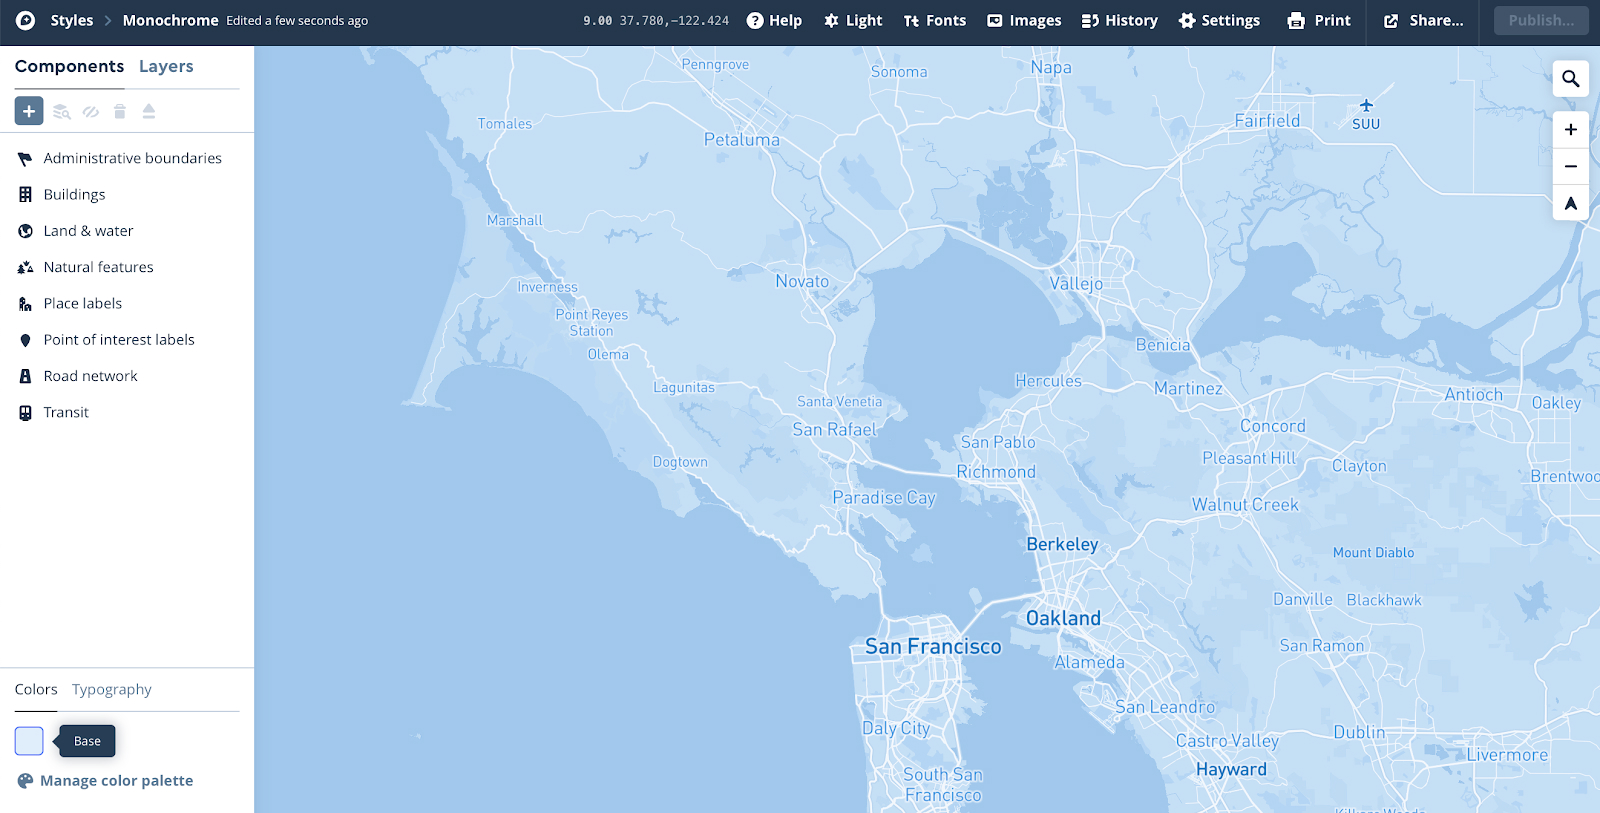 Styles > Monochrome Edited a few seconds ago
9.00 37.780,-122.424
Help
Light
Tt Fonts
Images
History
Settings
Print
Share...
Publish...
Components Layers
Administrative boundaries
Buildings
Land & water
Natural features
Place labels
Point of interest labels
Road network
Transit
Colors Typography
Base
Manage color palette
Penngrove
Sonoma
Napa
Tomales
Petaluma
Fairfield
SUU
Marshall
Inverness
Novato
Vallejo
Point Reyes
Station
Olema
Benicia
Lagunitas
Hercules
Martinez
Antioch
Oakley
Santa Venetia
San Rafael
San Pablo
Concord
Dogtown
Richmond
Pleasant Hill
Clayton
Brentwoo
Paradise Cay
Walnut Creek
Berkeley
Mount Diablo
Danville
Blackhawk
Oakland
San Francisco
San Ramon
Alameda
San Leandro
Daly City
Castro Valley
Dublin
Livermore
Hayward
South San
Francisco